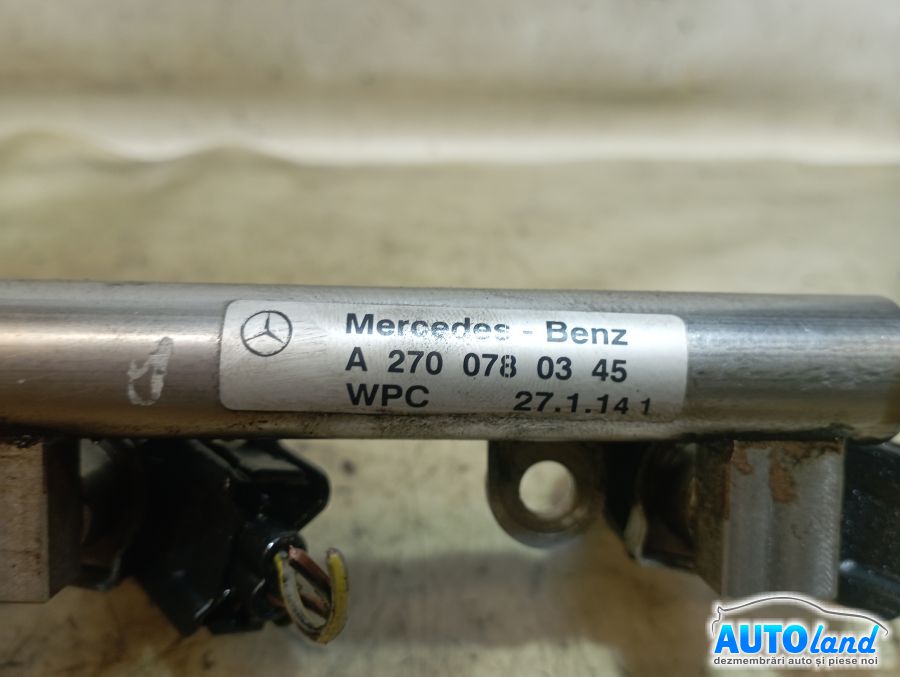 Mercedes - Benz
A 270 078 03 45
WPC 27.1.14 1
AUTOland
dezmembrări auto și piese noi